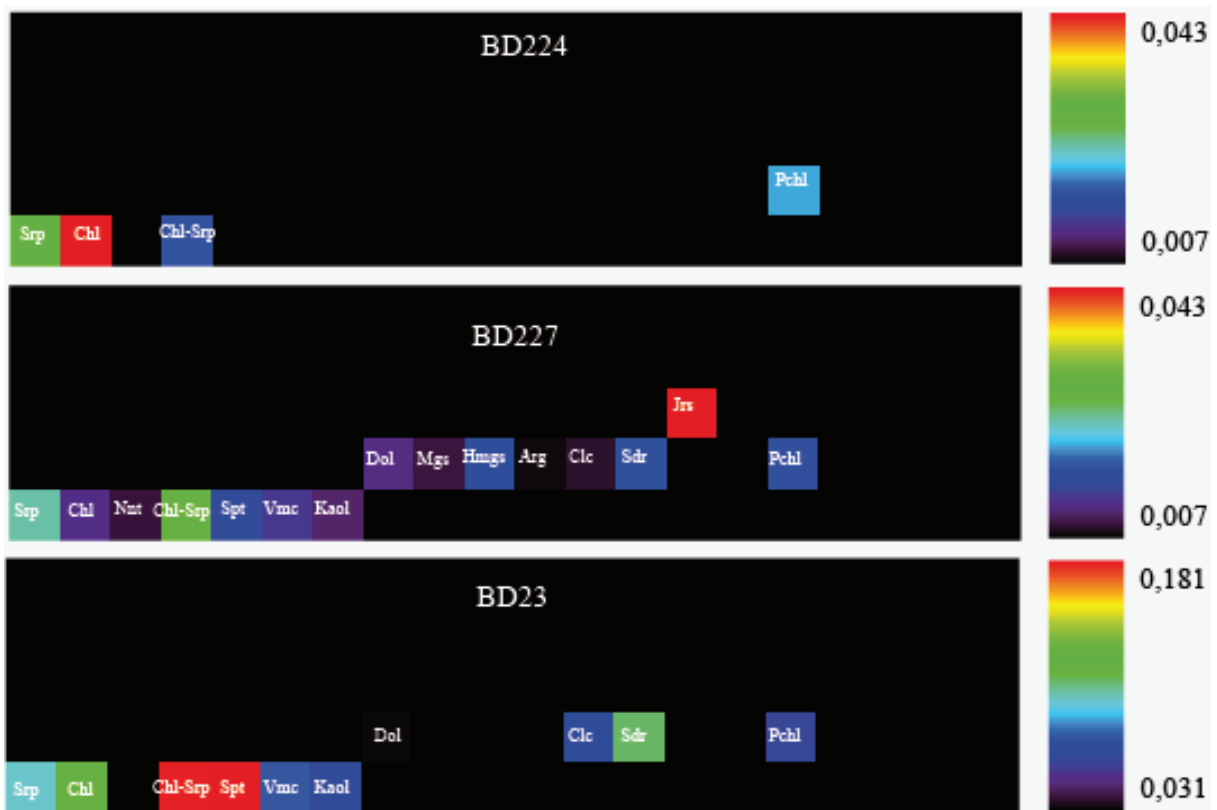 BD224
0,043
Pchl
Srp Chl Chl-Srp
0,007
BD227
0,043
Jrs
Dol Mgs Hmgs Arg Clc Sdr Pchl
Srp Chl Nnt Chl-Srp Spt Vmc Kaol
0,007
BD23
0,181
Dol Clc Sdr Pchl
Srp Chl Chl-Srp Spt Vmc Kaol
0,031